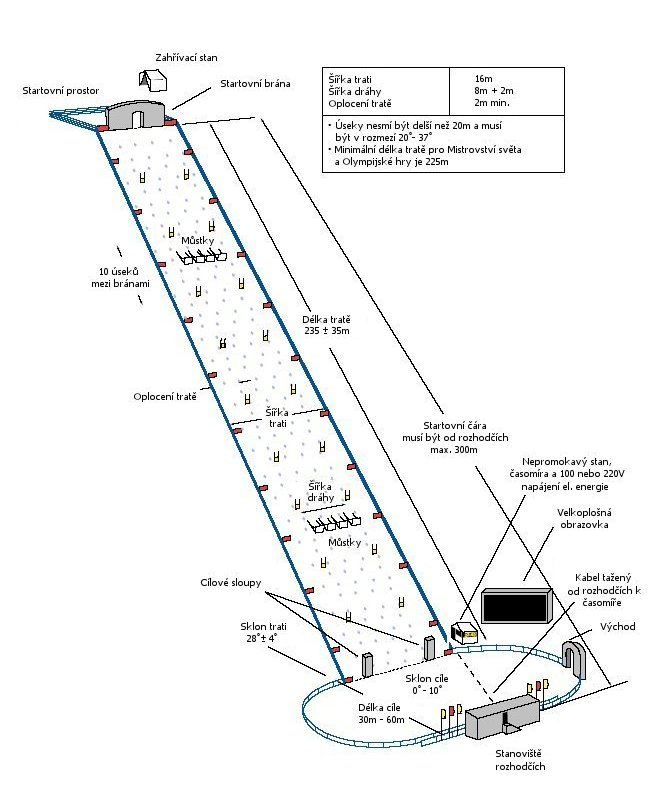 Zahřívací stan
Startovní prostor
Startovní brána
Šířka trati 16m
Šířka dráhy 8m + 2m
Oplocení tratě 2m min.
• Úseky nesmí být delší než 20m a musí
být v rozmezí 20°- 37°
• Minimální délka tratě pro Mistrovství světa
a Olympijské hry je 225m
Můstky
10 úseků
mezi bránami
Délka tratě
235 ± 35m
Oplocení tratě
Šířka
trati
Startovní čára
musí být od rozhodčích
max. 300m
Nepromokavý stan,
časomíra a 100 nebo 220V
napájení el. energie
Šířka
dráhy
Můstky
Velkoplošná
obrazovka
Cílové sloupy
Kabel tažený
od rozhodčích k
časomíře
Sklon trati
28°± 4°
Východ
Sklon cíle
0°- 10°
Délka cíle
30m - 60m
Stanoviště
rozhodčích